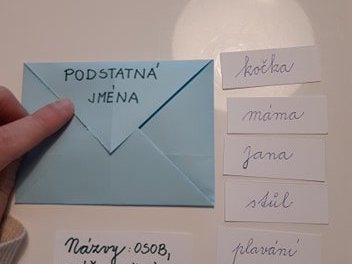 PODSTATNÁ
JMÉNA
kočka
máma
Jana
stůl
plavání
Názvy: OSOB,